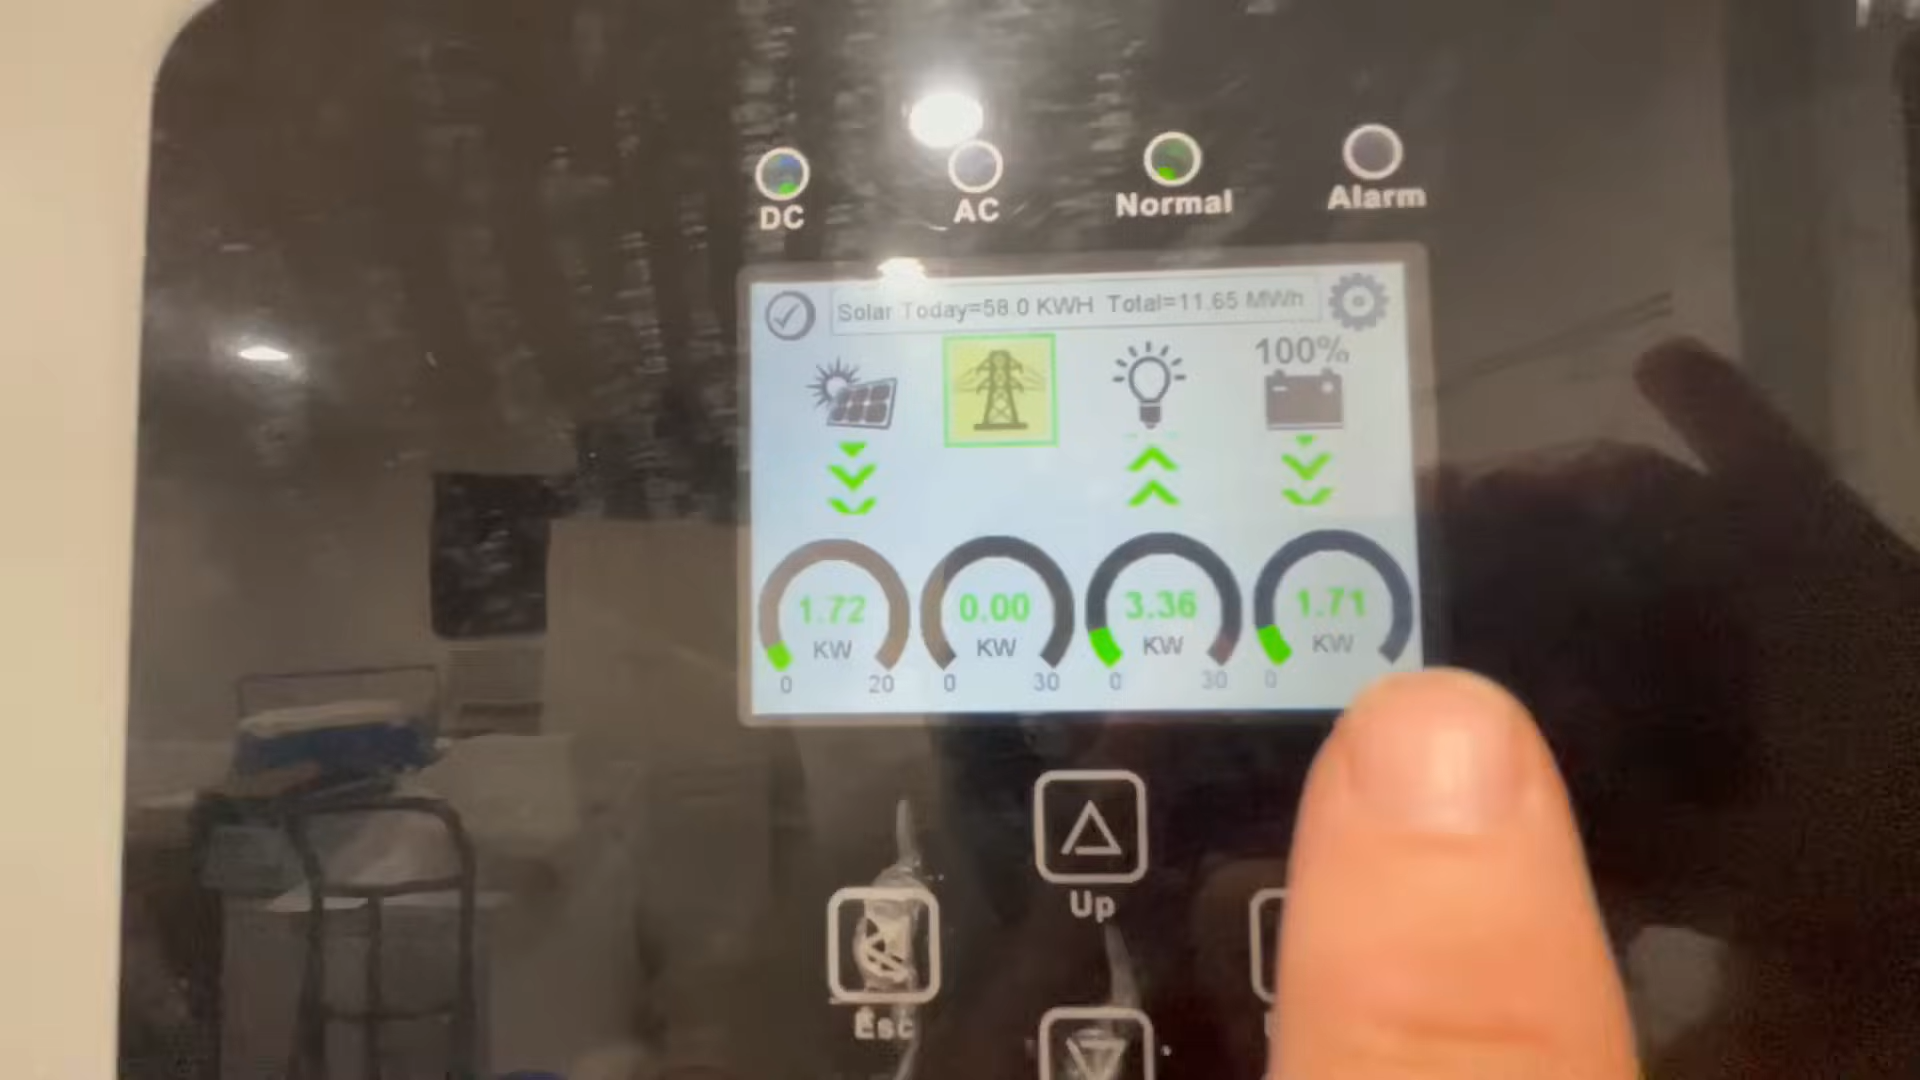 DC AC Normal Alarm
Solar Today=58.0 KWH Total=11.65 MWh
100%
1.72 0.00 3.36 1.71
KW KW KW KW
0 20 0 30 0 30 0
Up
Esc